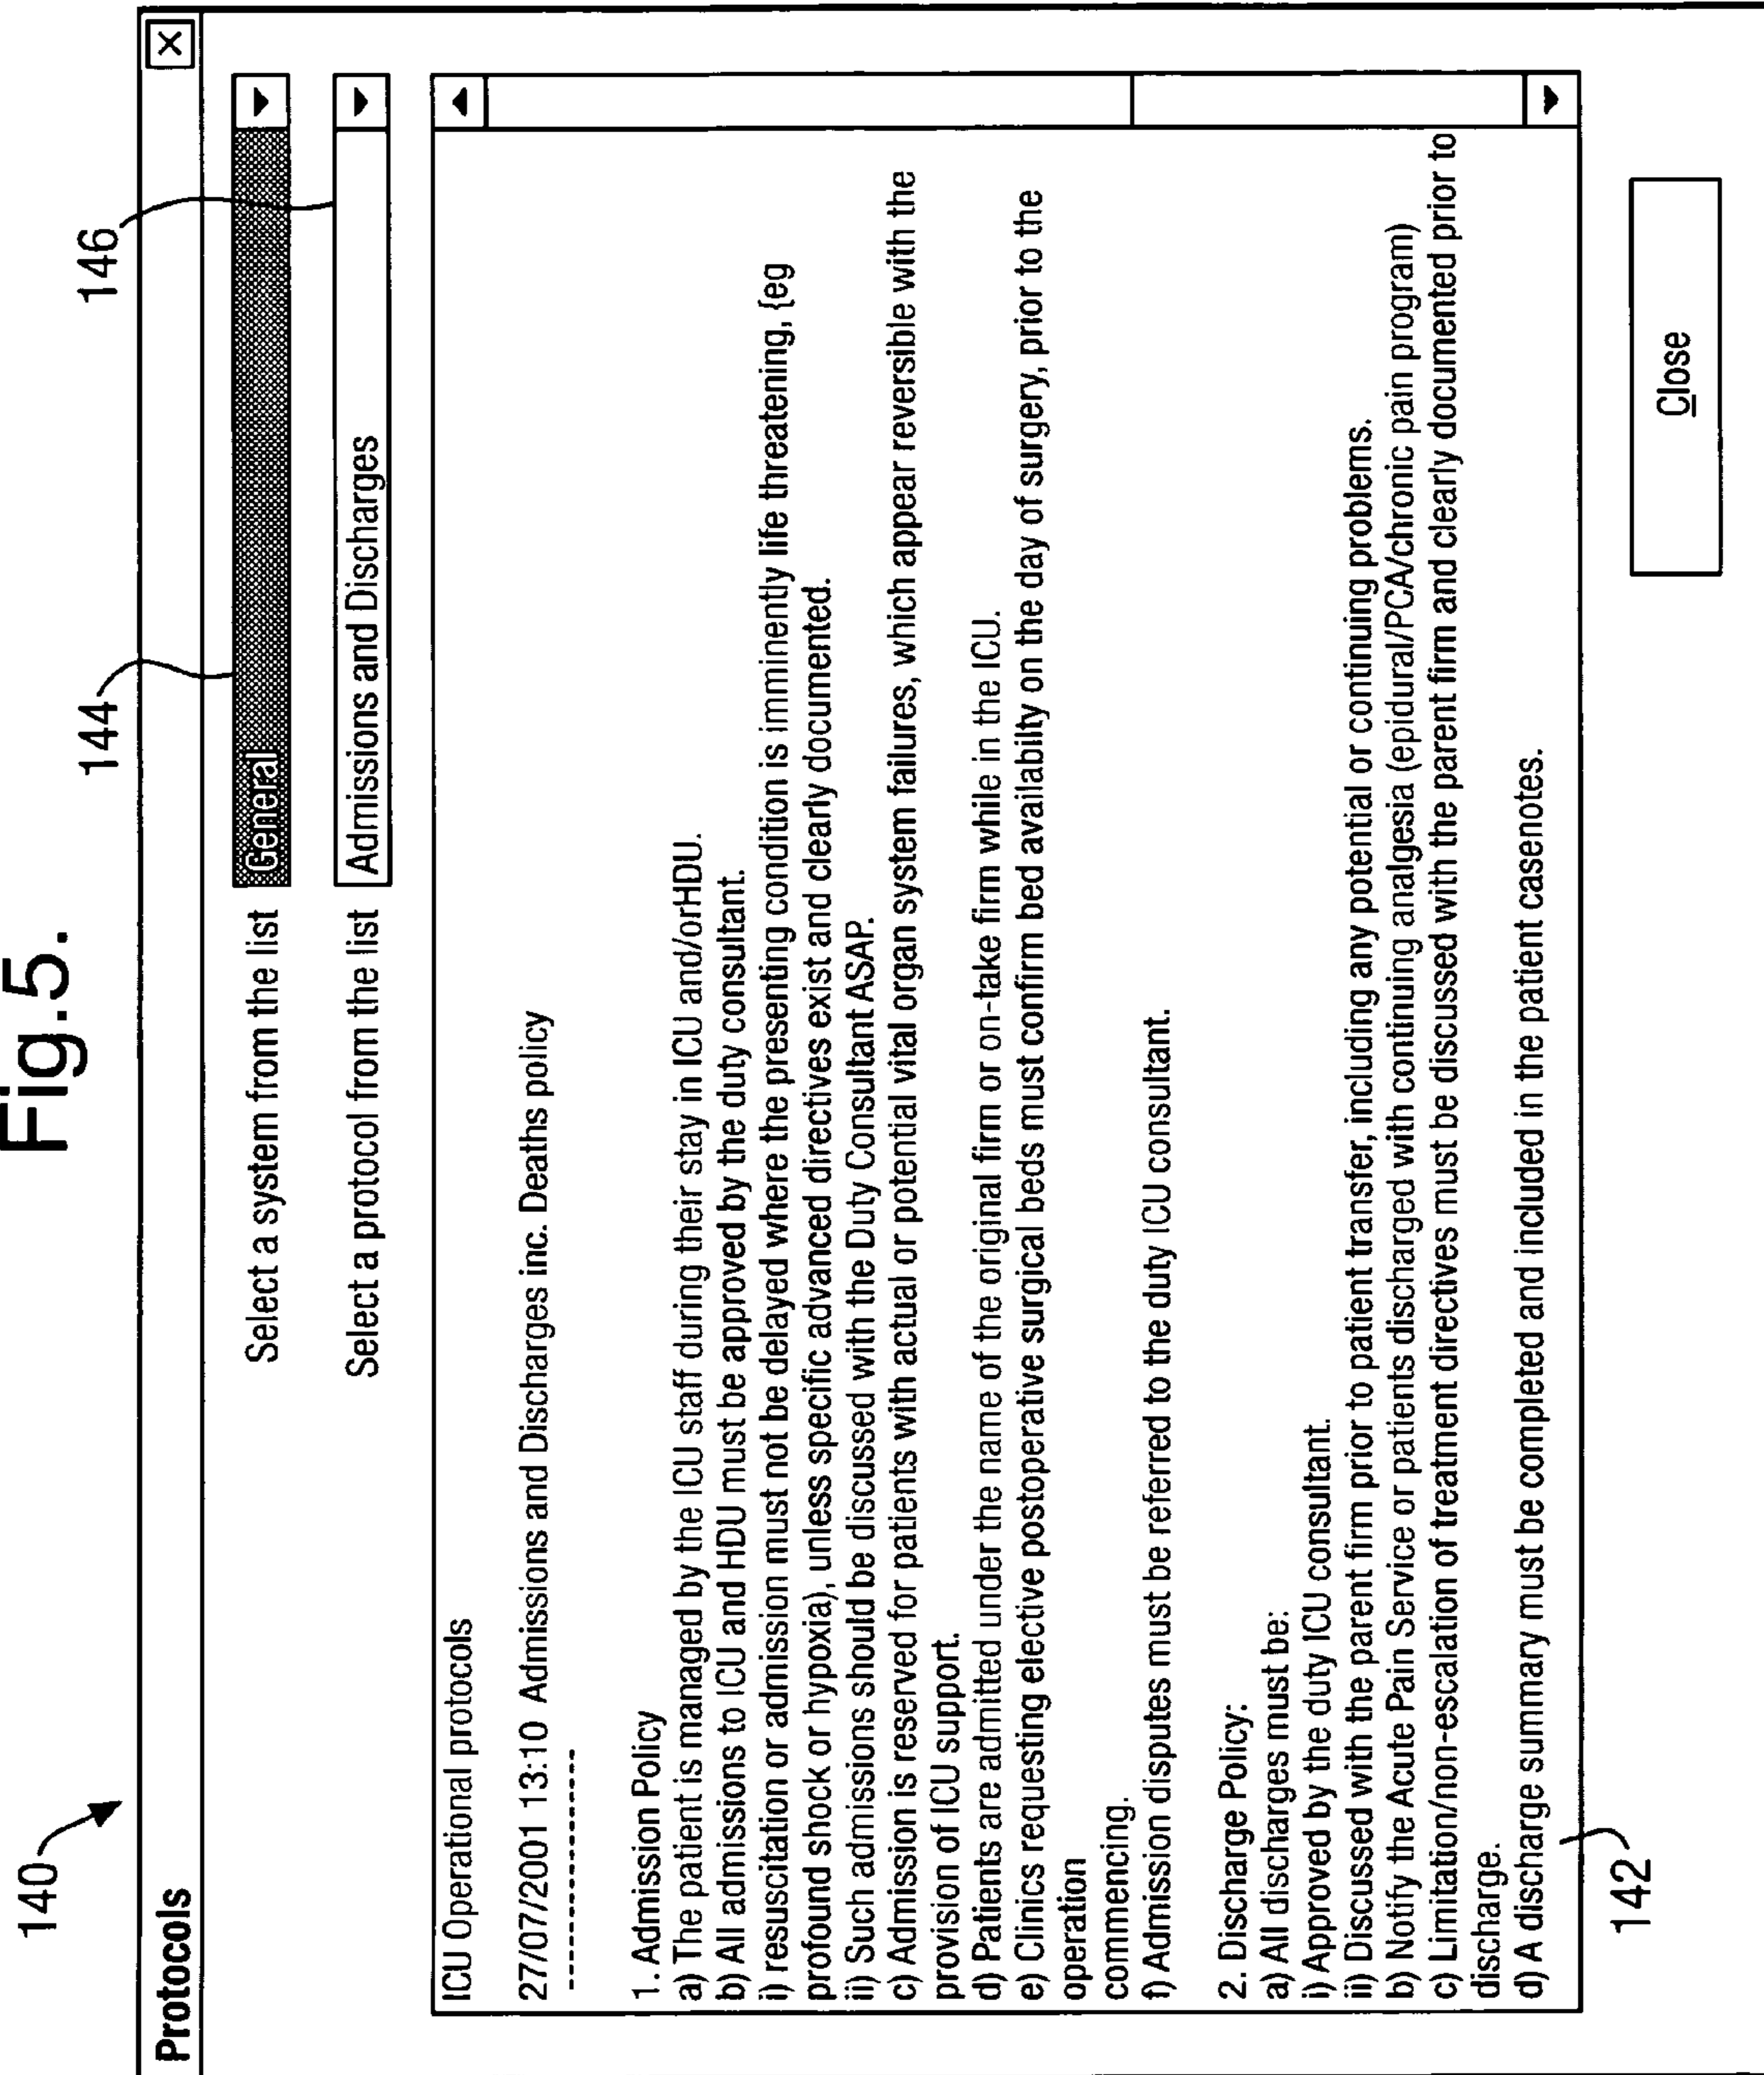 Fig.5.
140
144
146
Protocols
Select a system from the list General
Select a protocol from the list Admissions and Discharges
ICU Operational protocols
27/07/2001 13:10 Admissions and Discharges inc. Deaths policy
----------------
1. Admission Policy
a) The patient is managed by the ICU staff during their stay in ICU and/orHDU.
b) All admissions to ICU and HDU must be approved by the duty consultant.
i) resuscitation or admission must not be delayed where the presenting condition is imminently life threatening, {eg
profound shock or hypoxia), unless specific advanced directives exist and clearly documented.
ii) Such admissions should be discussed with the Duty Consultant ASAP.
c) Admission is reserved for patients with actual or potential vital organ system failures, which appear reversible with the
provision of ICU support.
d) Patients are admitted under the name of the original firm or on-take firm while in the ICU.
e) Clinics requesting elective postoperative surgical beds must confirm bed availabilty on the day of surgery, prior to the
operation
commencing.
f) Admission disputes must be referred to the duty ICU consultant.
2. Discharge Policy:
a) All discharges must be:
i) Approved by the duty ICU consultant.
ii) Discussed with the parent firm prior to patient transfer, including any potential or continuing problems.
b) Notify the Acute Pain Service or patients discharged with continuing analgesia (epidural/PCA/chronic pain program)
c) Limitation/non-escalation of treatment directives must be discussed with the parent firm and clearly documented prior to
discharge.
d) A discharge summary must be completed and included in the patient casenotes.
142
Close